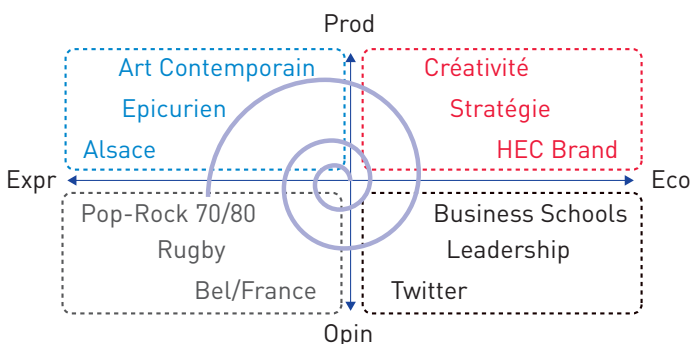 Prod
Art Contemporain
Epicurien
Alsace
Créativité
Stratégie
HEC Brand
Expr
Eco
Pop-Rock 70/80
Rugby
Bel/France
Business Schools
Leadership
Twitter
Opin